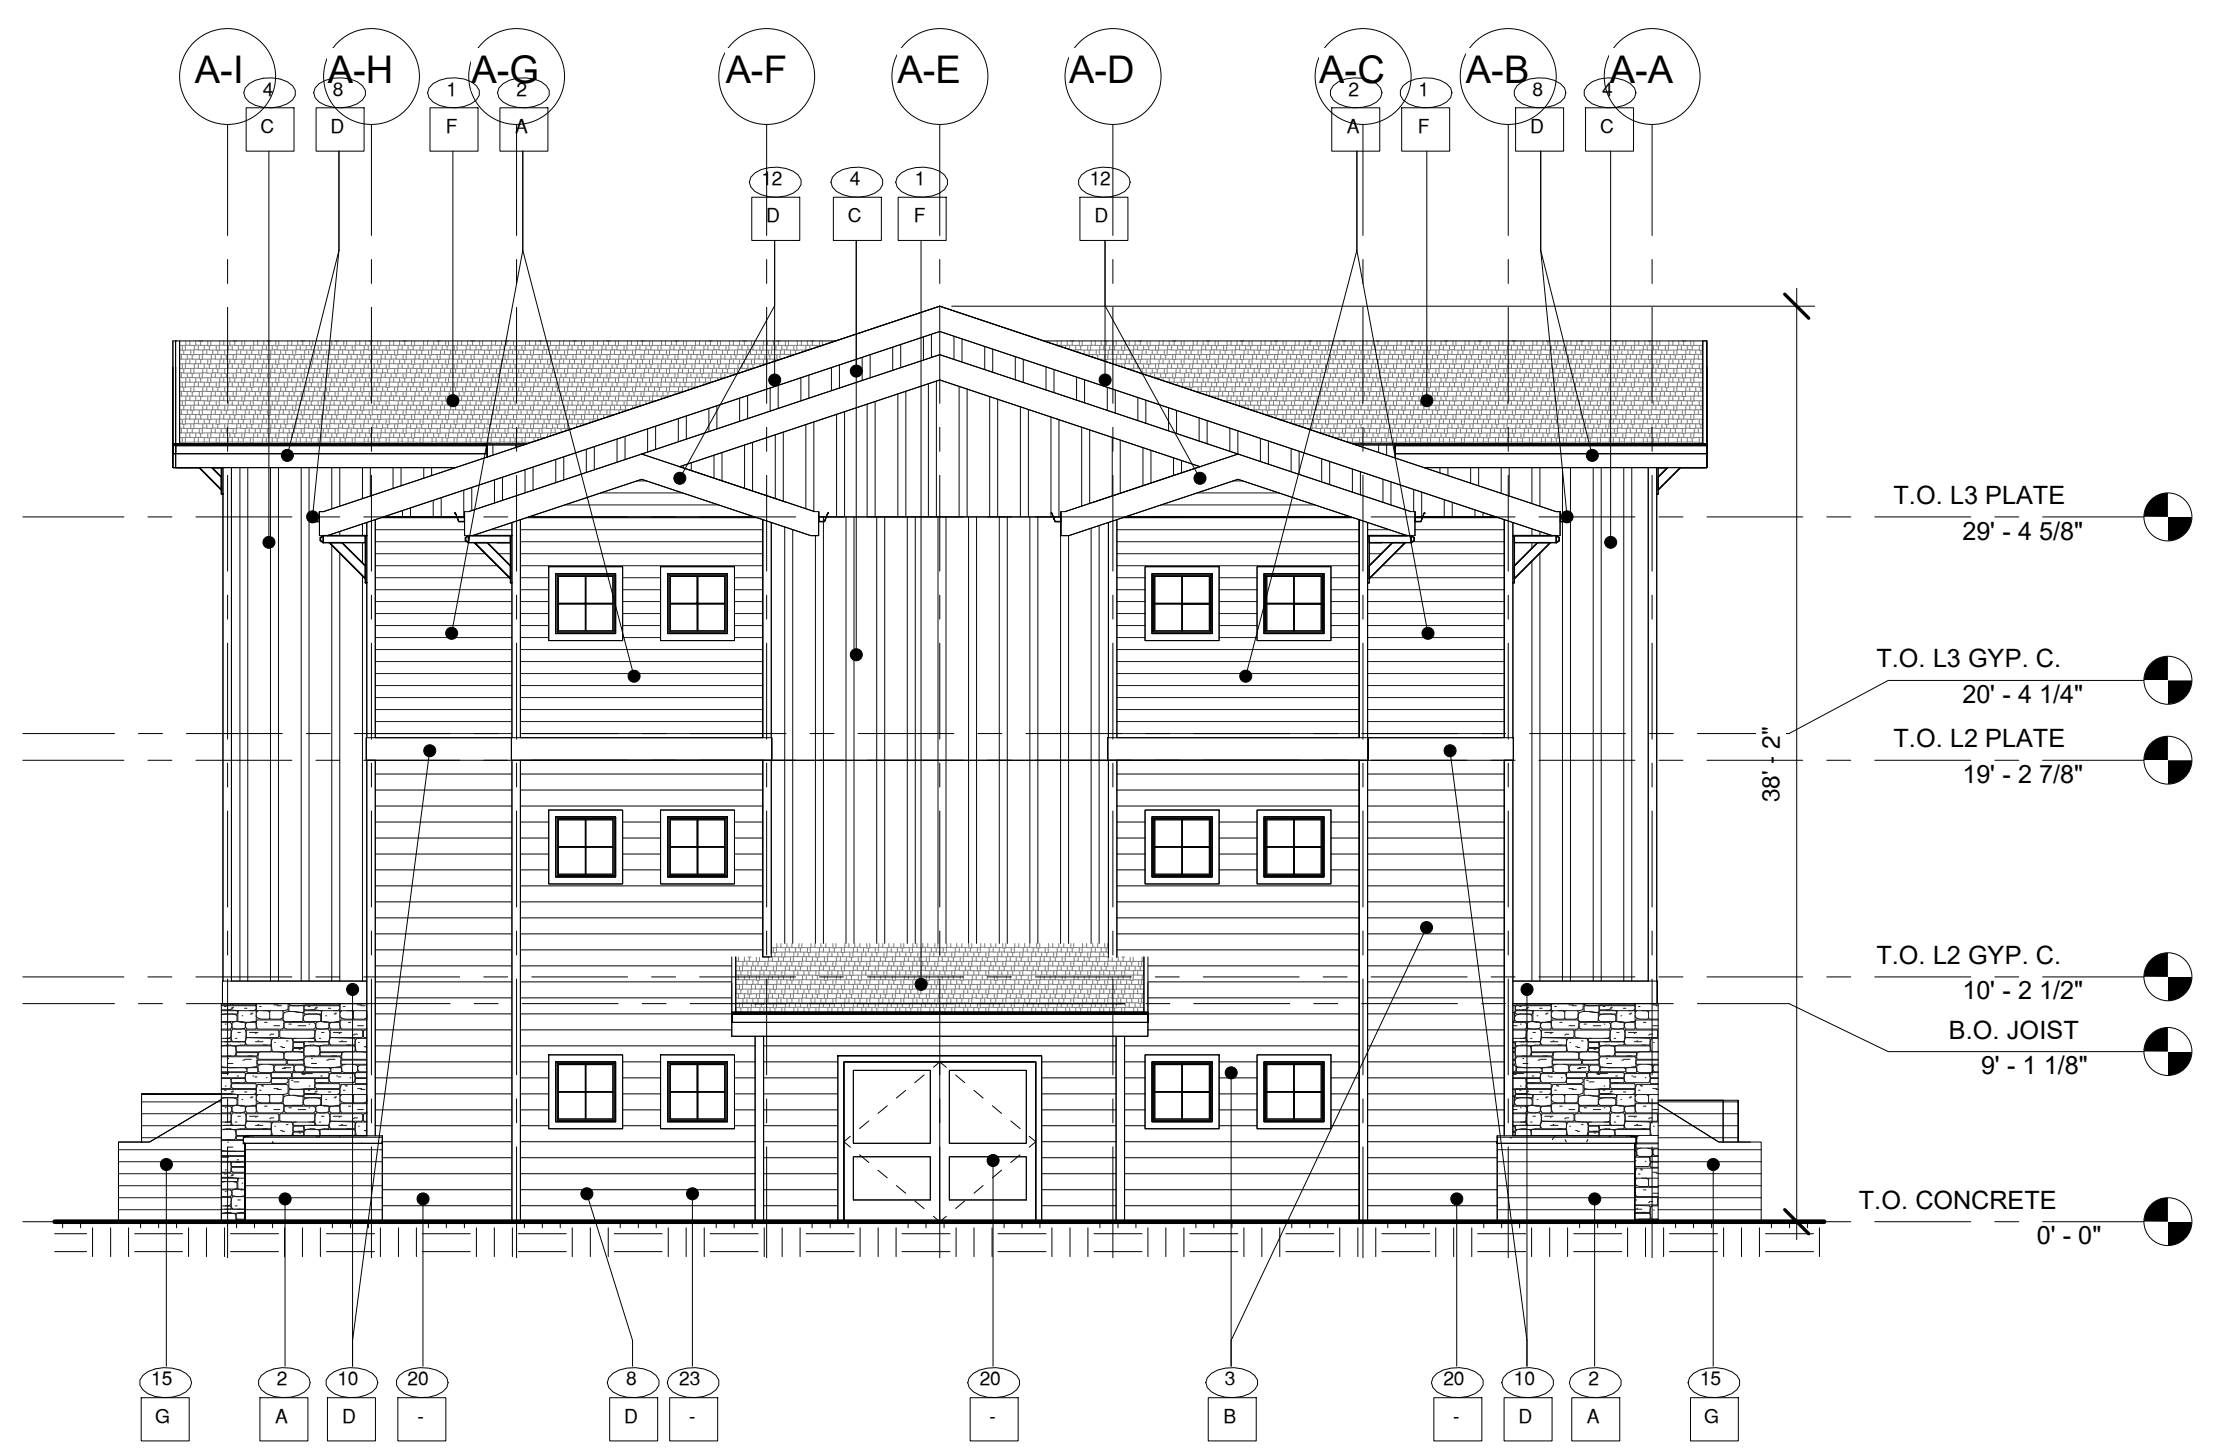 A-I A-H A-G A-F A-E A-D A-C A-B A-A
4 8 1 2 2 1 8 4
C D F A A F D C
12 4 1 12
D C F D
T.O. L3 PLATE
29' - 4 5/8"
T.O. L3 GYP. C.
20' - 4 1/4"
T.O. L2 PLATE
19' - 2 7/8"
38' - 2"
T.O. L2 GYP. C.
10' - 2 1/2"
B.O. JOIST
9' - 1 1/8"
T.O. CONCRETE
0' - 0"
15 2 10 20 8 23 20 3 20 10 2 15
G A D - D - - B - D A G